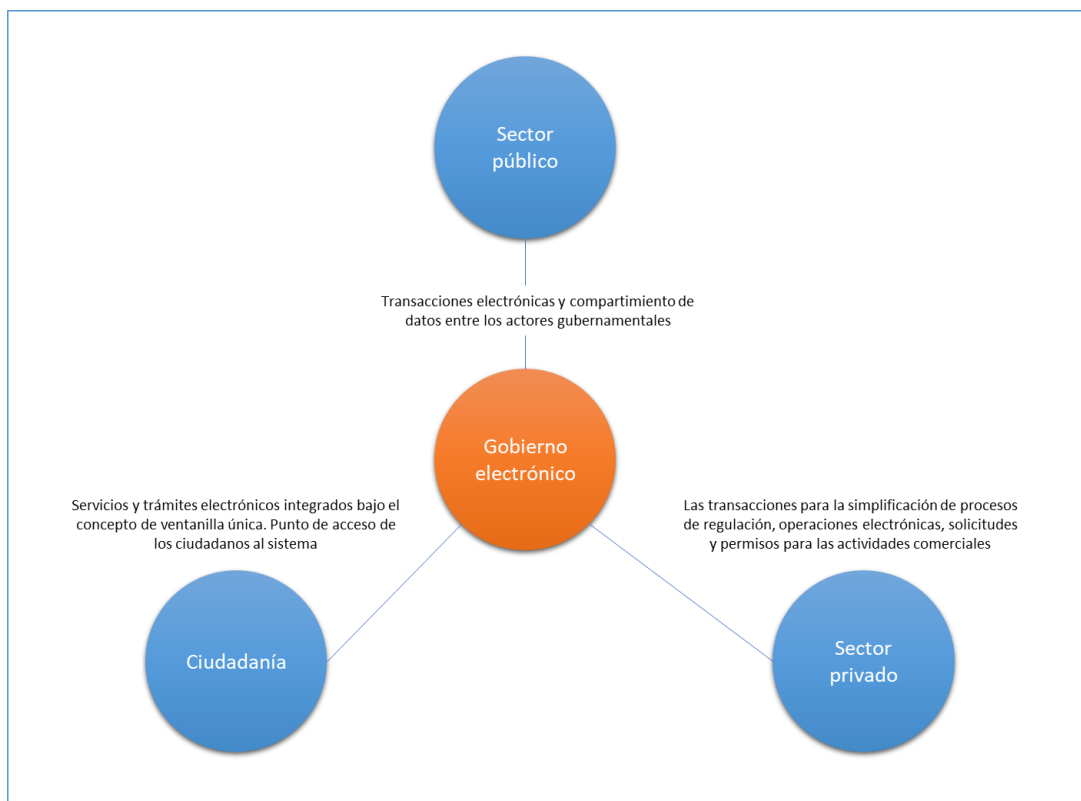 Sector
público
Transacciones electrónicas y compartimiento de
datos entre los actores gubernamentales
Gobierno
electrónico
Servicios y trámites electrónicos integrados bajo el
concepto de ventanilla única. Punto de acceso de
los ciudadanos al sistema
Las transacciones para la simplificación de procesos
de regulación, operaciones electrónicas, solicitudes
y permisos para las actividades comerciales
Ciudadanía
Sector
privado